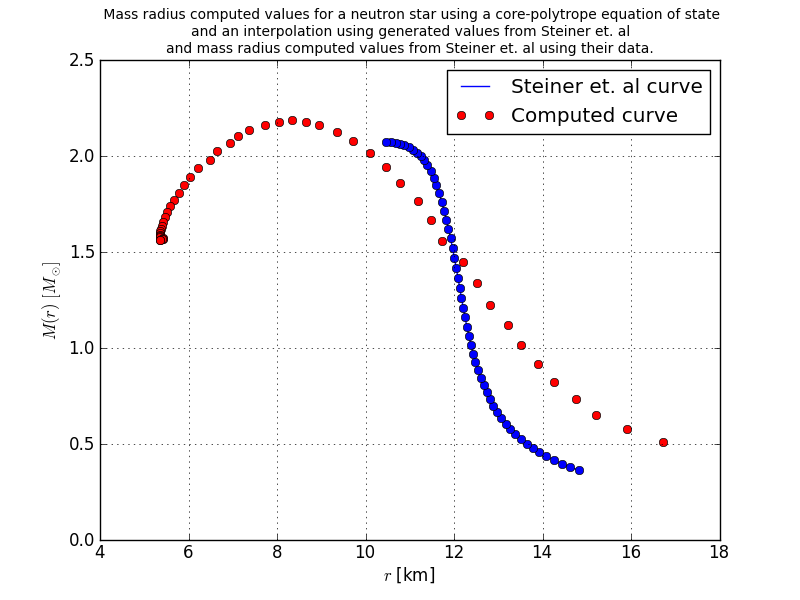 Mass radius computed values for a neutron star using a core-polytrope equation of state
and an interpolation using generated values from Steiner et. al
and mass radius computed values from Steiner et. al using their data.
2.5
2.0
1.5
1.0
0.5
0.0
M(r) [M⊙]
Steiner et. al curve
Computed curve
4 6 8 10 12 14 16 18
r [km]